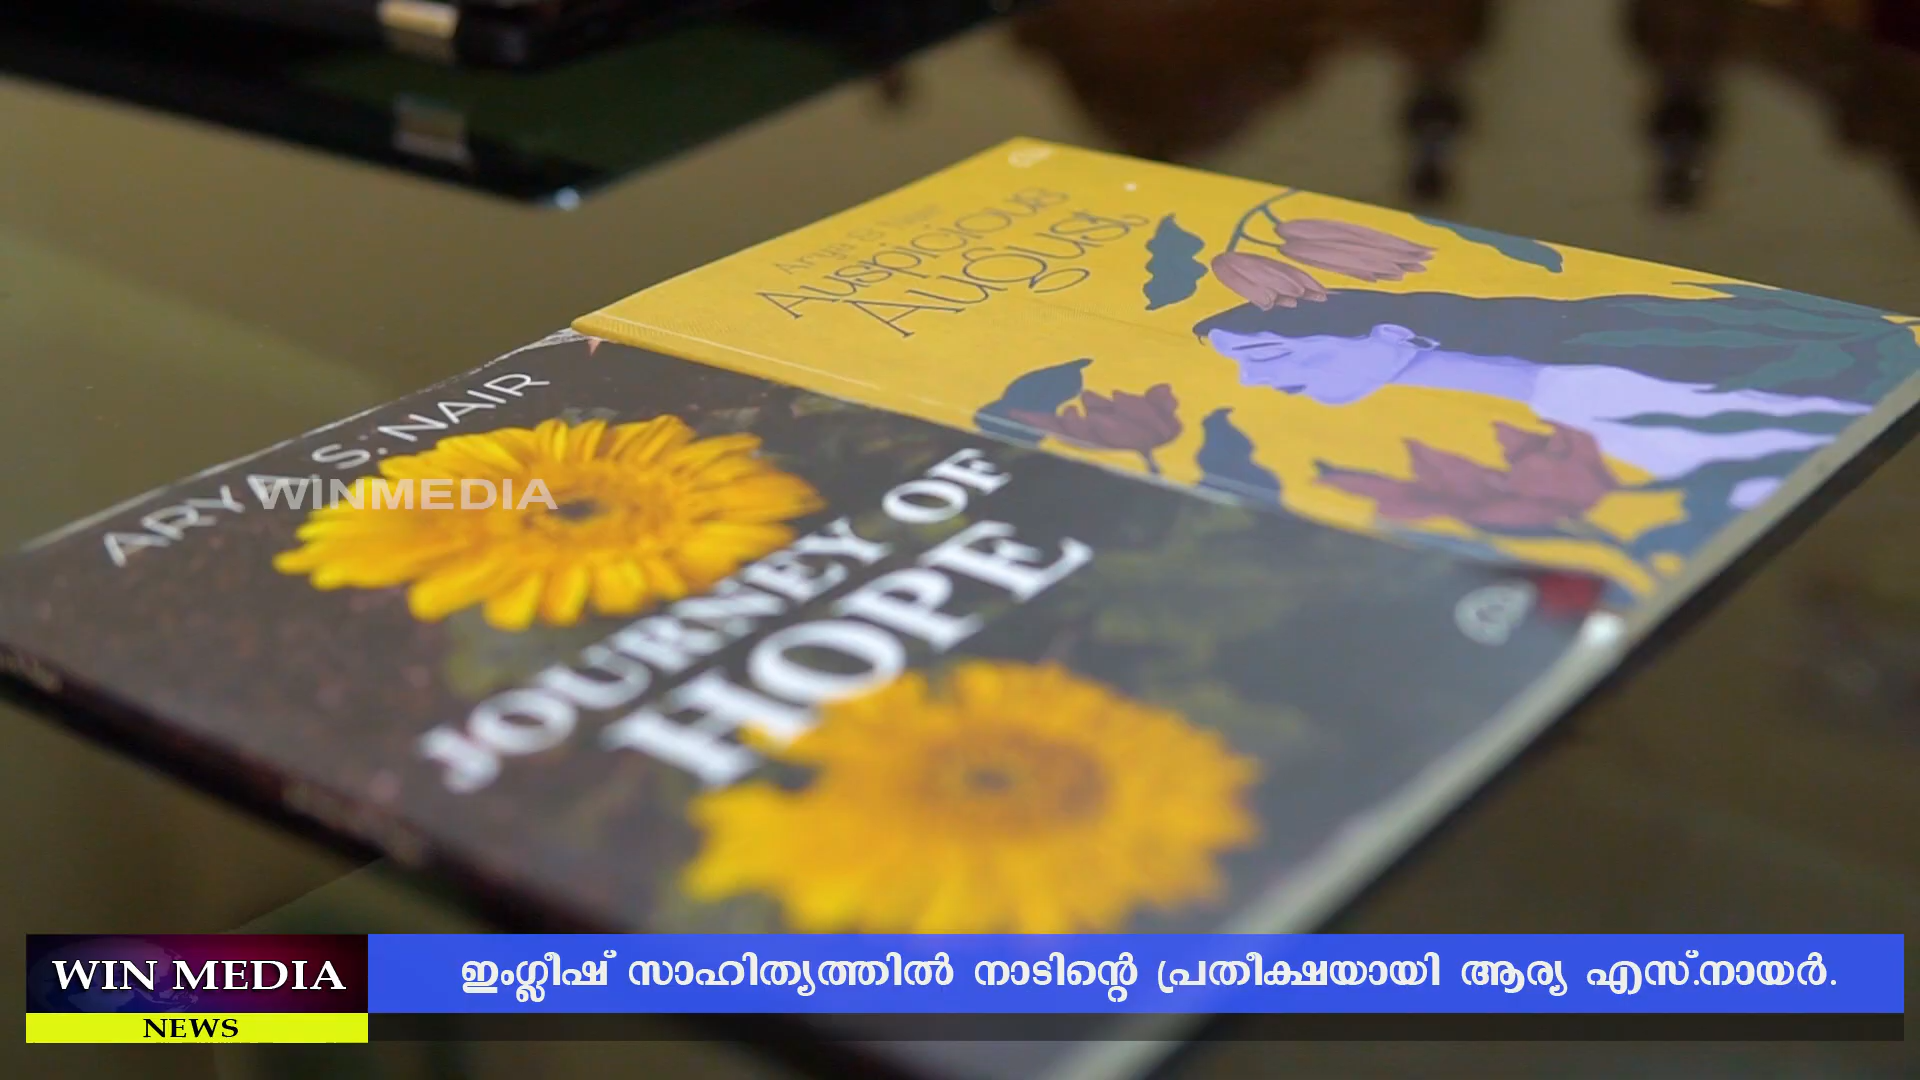 Arya S Nair
Auspicious
August,
ARYA S. NAIR
WINMEDIA
JOURNEY OF
HOPE
WIN MEDIA
NEWS
ഇംഗ്ലീഷ് സാഹിത്യത്തിൽ നാടിന്റെ പ്രതീക്ഷയായി ആര്യ എസ്.നായർ.